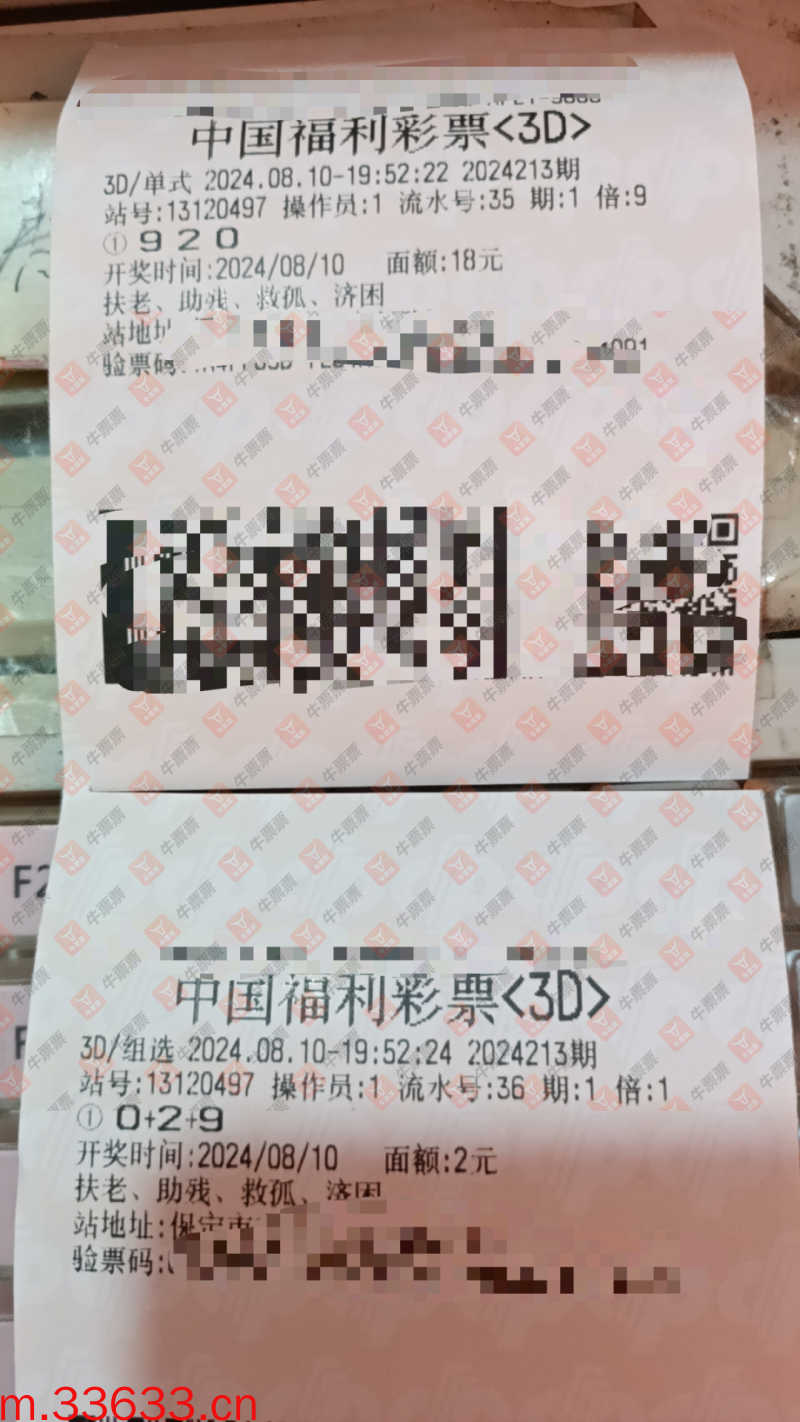 中国福利彩票<3D>
3D/单式 2024.08.10-19:52:22 2024213期
站号:13120497 操作员:1 流水号:35 期:1 倍:9
① 9 2 0
开奖时间:2024/08/10 面额:18元
扶老、助残、救孤、济困
站地址
验票码:
牛票票
F2
中国福利彩票<3D>
3D/组选 2024.08.10-19:52:24 2024213期
站号:13120497 操作员:1 流水号:36 期:1 倍:1
① 0+2+9
开奖时间:2024/08/10 面额:2元
扶老、助残、救孤、济困
站地址:保定市
验票码:
m.33633.cn